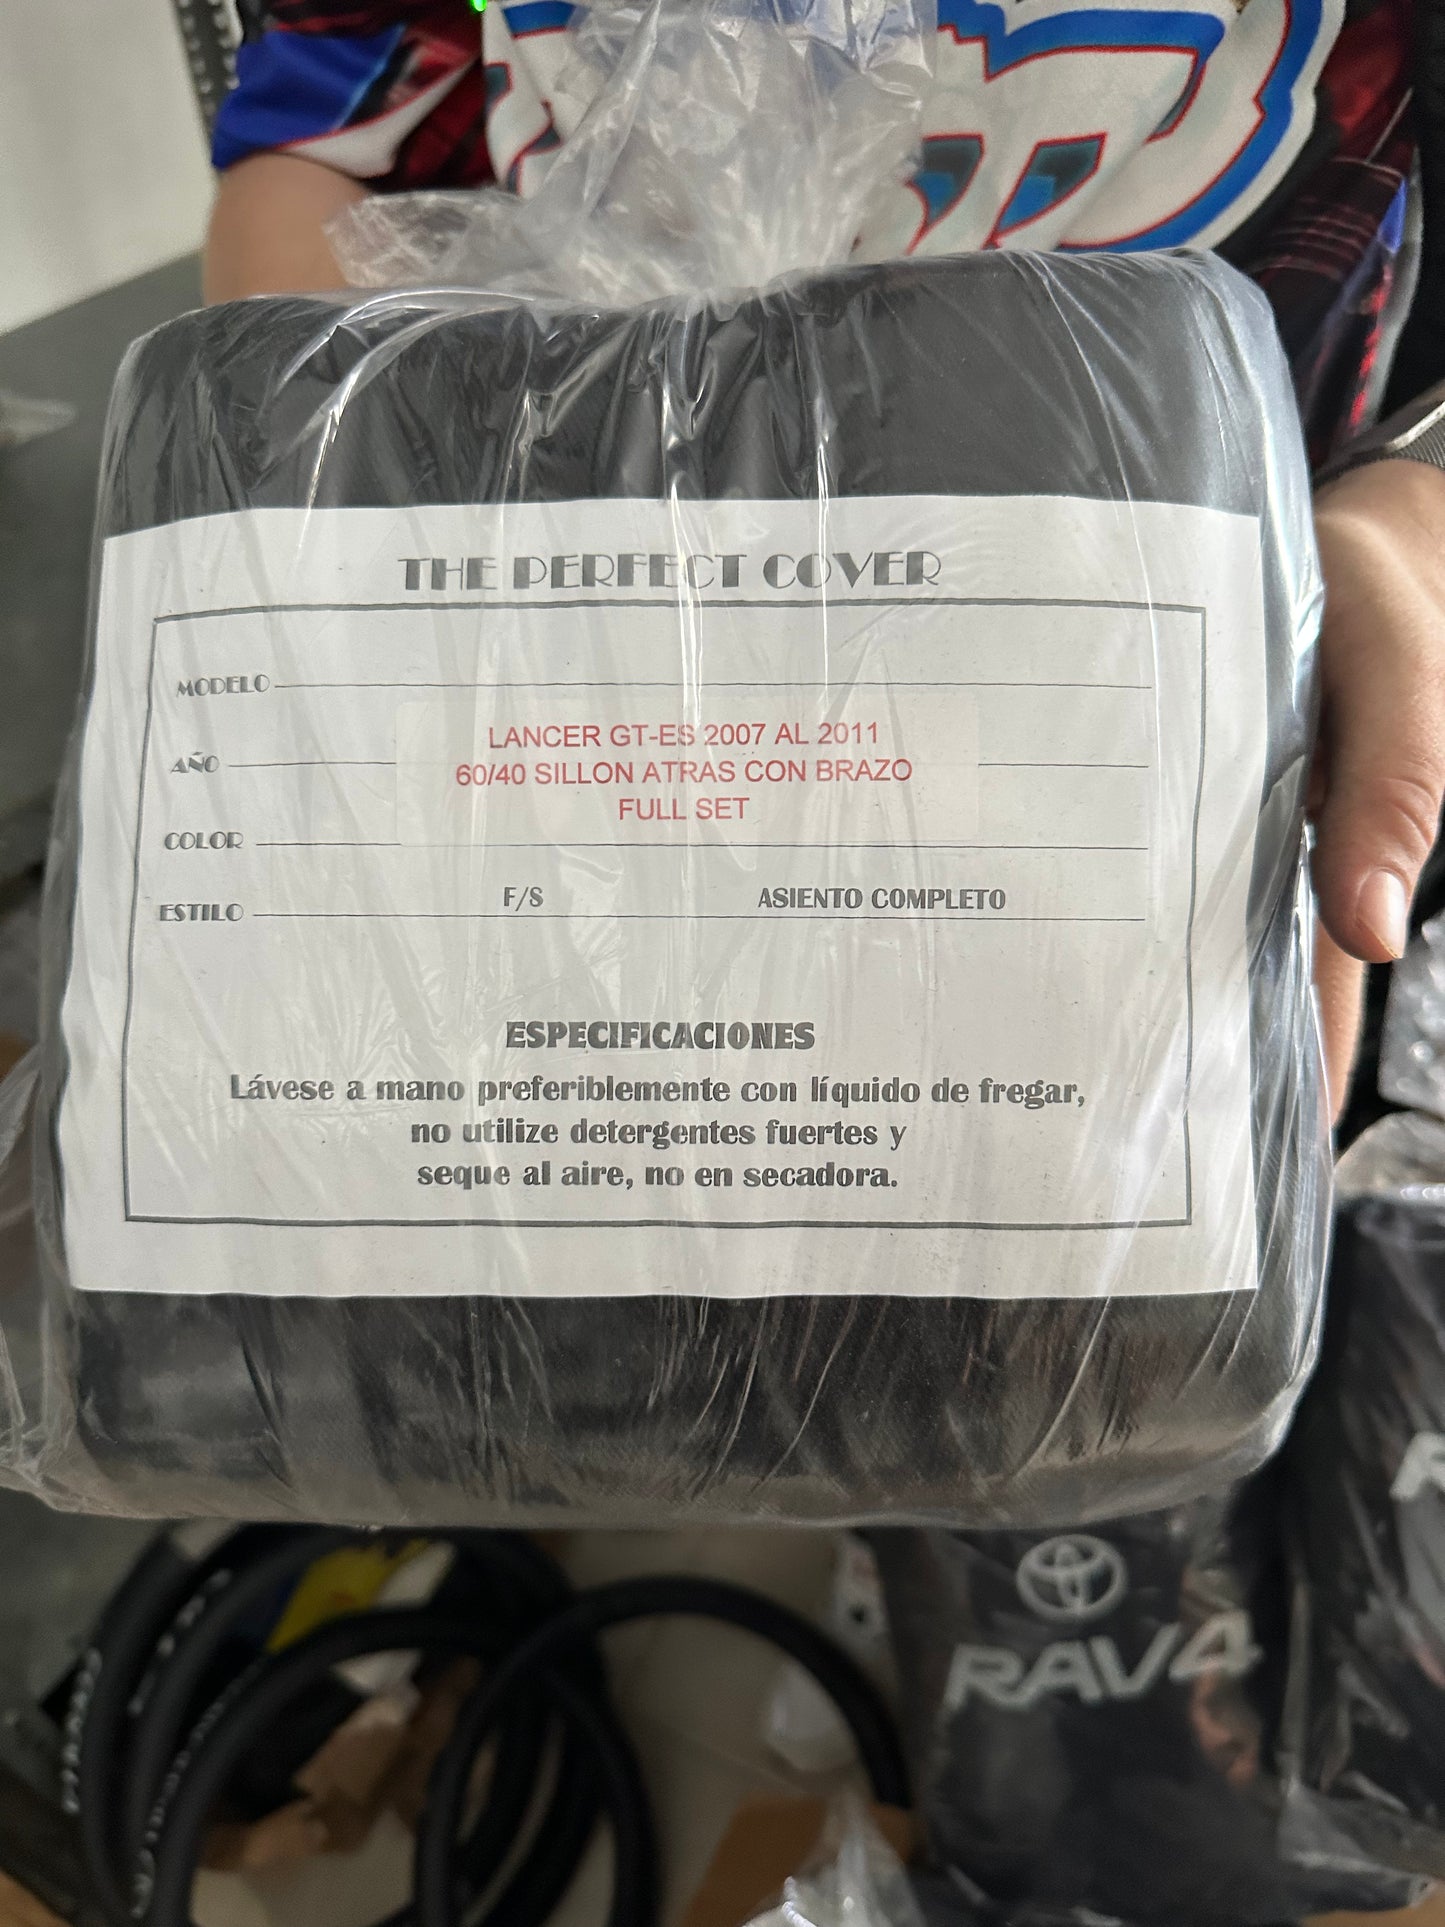 THE PERFECT COVER
MODELO
LANCER GT-ES 2007 AL 2011
AÑO
60/40 SILLON ATRAS CON BRAZO
FULL SET
COLOR
ESTILO F/S ASIENTO COMPLETO
ESPECIFICACIONES
Lávese a mano preferiblemente con líquido de fregar,
no utilize detergentes fuertes y
seque al aire, no en secadora.
RAV4